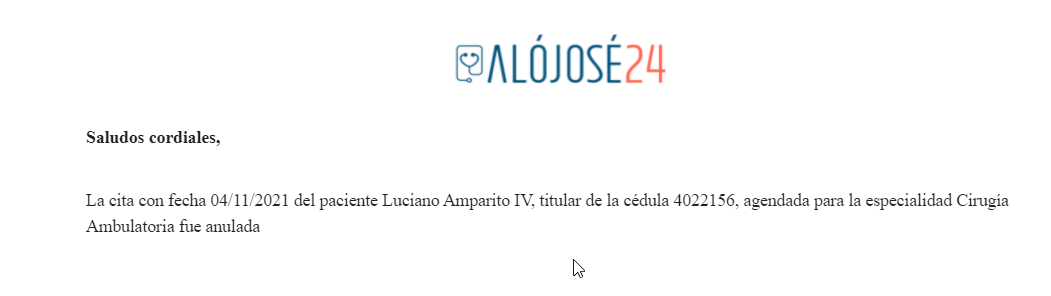 ALÓJOSÉ24
Saludos cordiales,
La cita con fecha 04/11/2021 del paciente Luciano Amparito IV, titular de la cédula 4022156, agendada para la especialidad Cirugía
Ambulatoria fue anulada